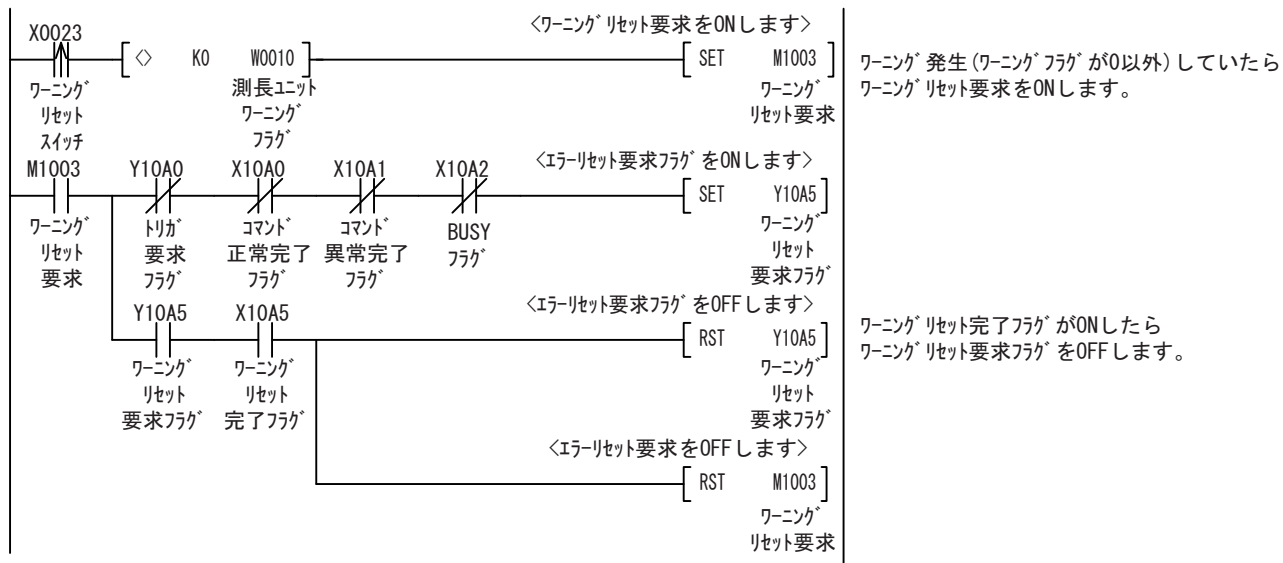 <ワーニングリセット要求をONします>
X0023
<> K0 W0010
SET M1003
ワーニング
リセット
スイッチ
測長ユニット
ワーニング
フラグ
ワーニング
リセット要求
ワーニング発生(ワーニングフラグが0以外)していたら
ワーニングリセット要求をONします。
<エラーリセット要求フラグをONします>
M1003 Y10A0 X10A0 X10A1 X10A2
SET Y10A5
ワーニング
リセット
要求
トリガ
要求
フラグ
コマンド
正常完了
フラグ
コマンド
異常完了
フラグ
BUSY
フラグ
ワーニング
リセット
要求フラグ
<エラーリセット要求フラグをOFFします>
Y10A5 X10A5
RST Y10A5
ワーニング
リセット
要求フラグ
ワーニング
リセット
完了フラグ
ワーニング
リセット
要求フラグ
ワーニングリセット完了フラグがONしたら
ワーニングリセット要求フラグをOFFします。
<エラーリセット要求をOFFします>
RST M1003
ワーニング
リセット要求